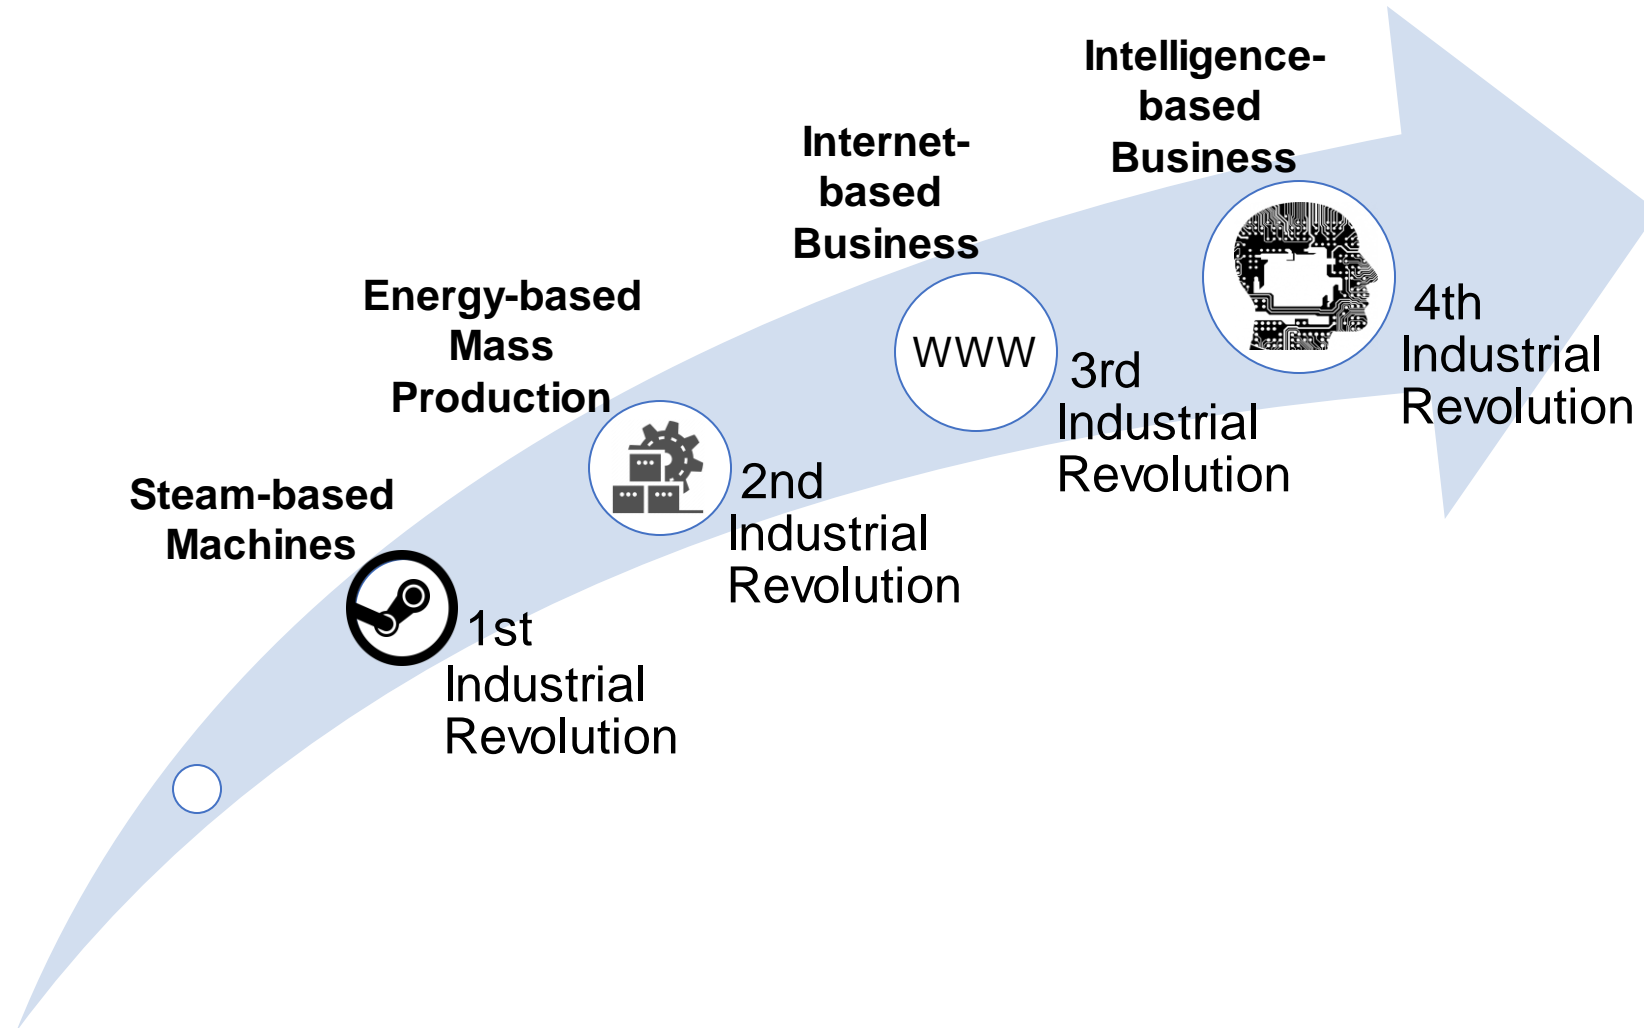 Steam-based
Machines
1st
Industrial
Revolution
Energy-based
Mass
Production
2nd
Industrial
Revolution
Internet-
based
Business
WWW
3rd
Industrial
Revolution
Intelligence-
based
Business
4th
Industrial
Revolution